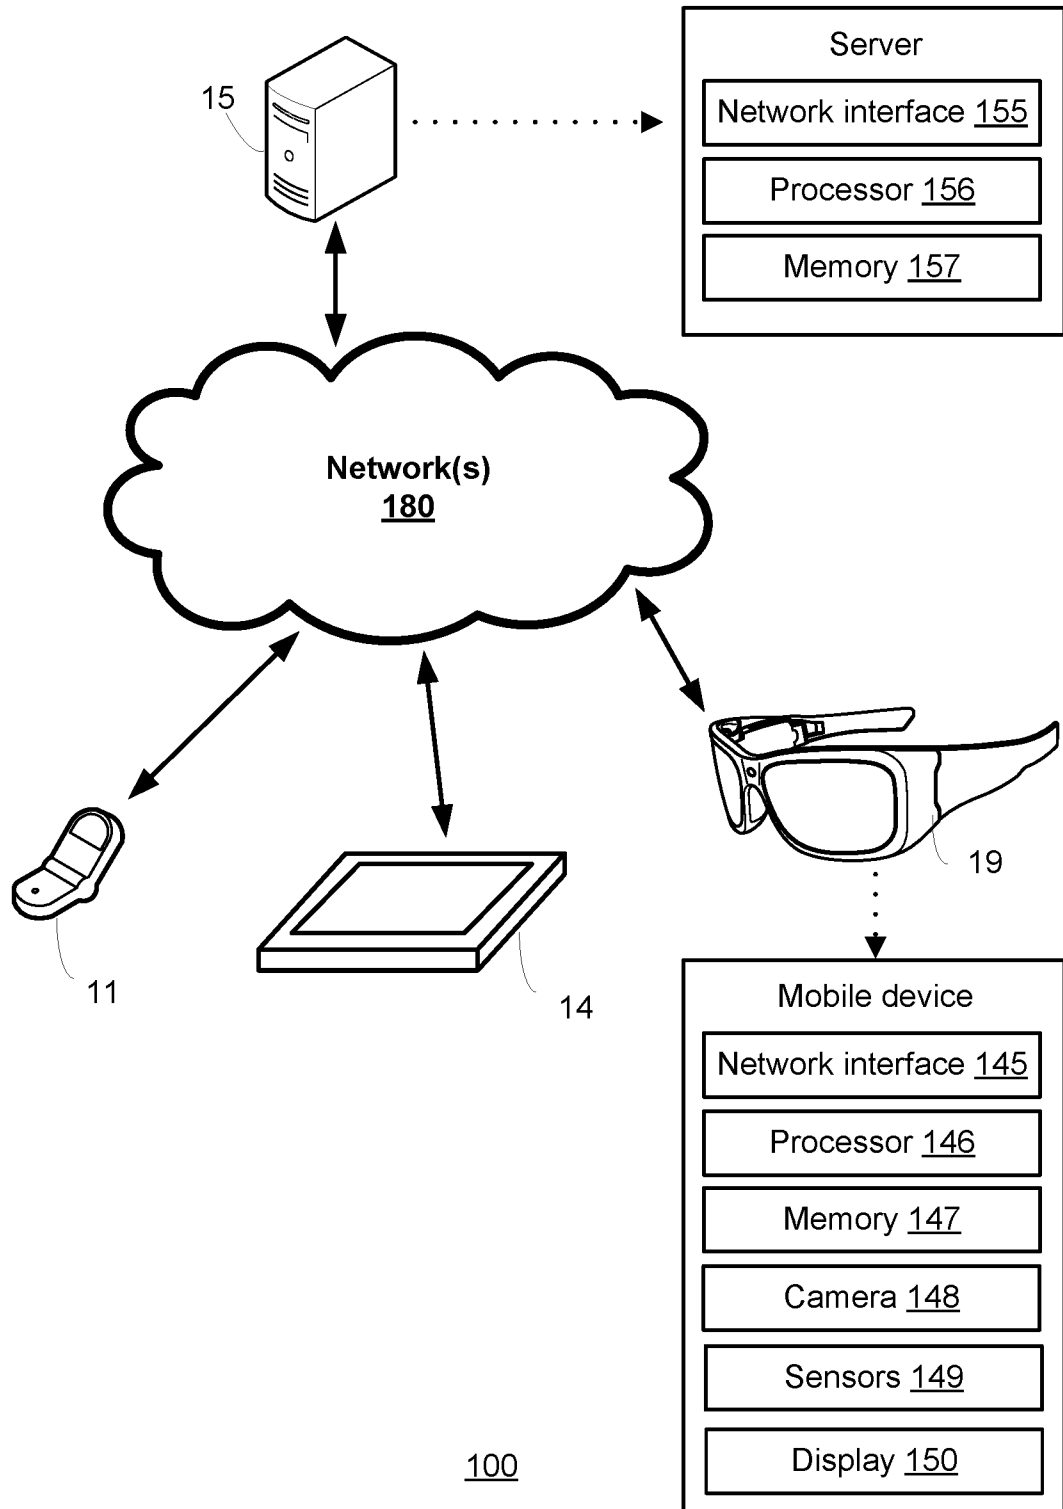 15
Server
Network interface 155
Processor 156
Memory 157
Network(s)
180
19
11
14
Mobile device
Network interface 145
Processor 146
Memory 147
Camera 148
Sensors 149
Display 150
100